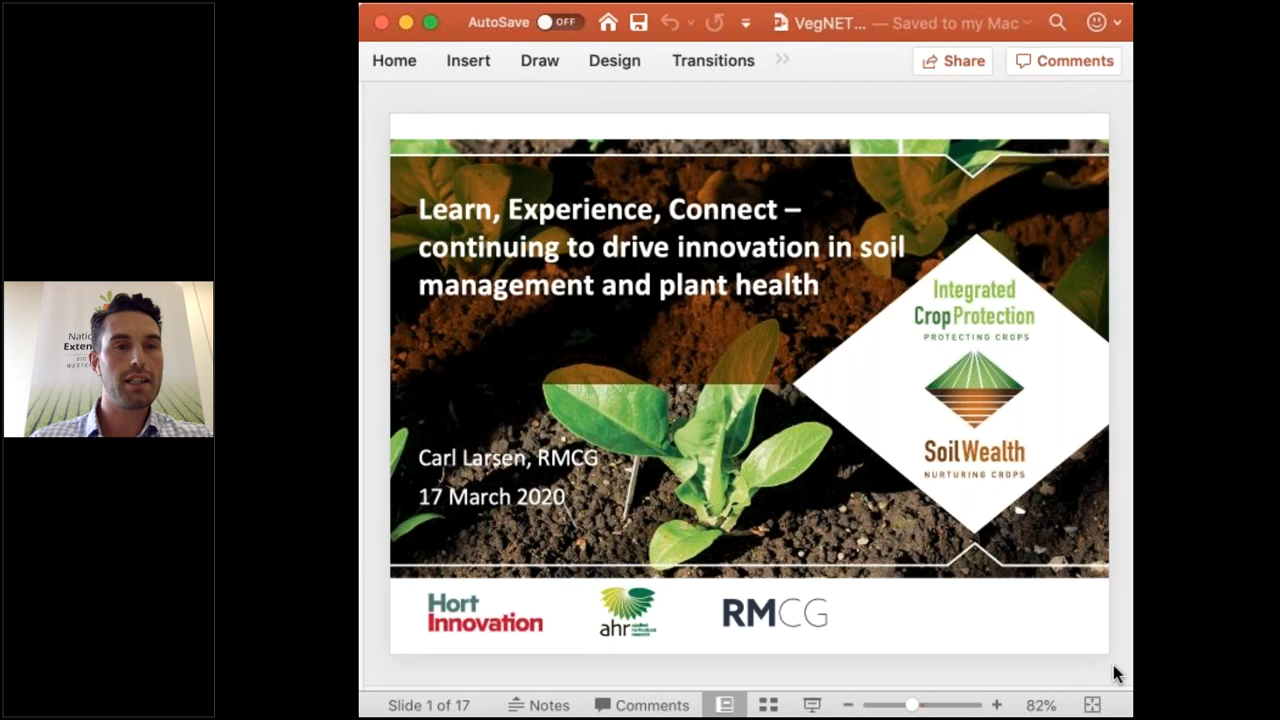 AutoSave OFF VegNET... — Saved to my Mac
Home Insert Draw Design Transitions Share Comments
Learn, Experience, Connect –
continuing to drive innovation in soil
management and plant health
Integrated
Crop Protection
PROTECTING CROPS
SoilWealth
NURTURING CROPS
Carl Larsen, RMCG
17 March 2020
Hort
Innovation
ahr applied horticultural research
RMCG
Slide 1 of 17 Notes Comments 82%